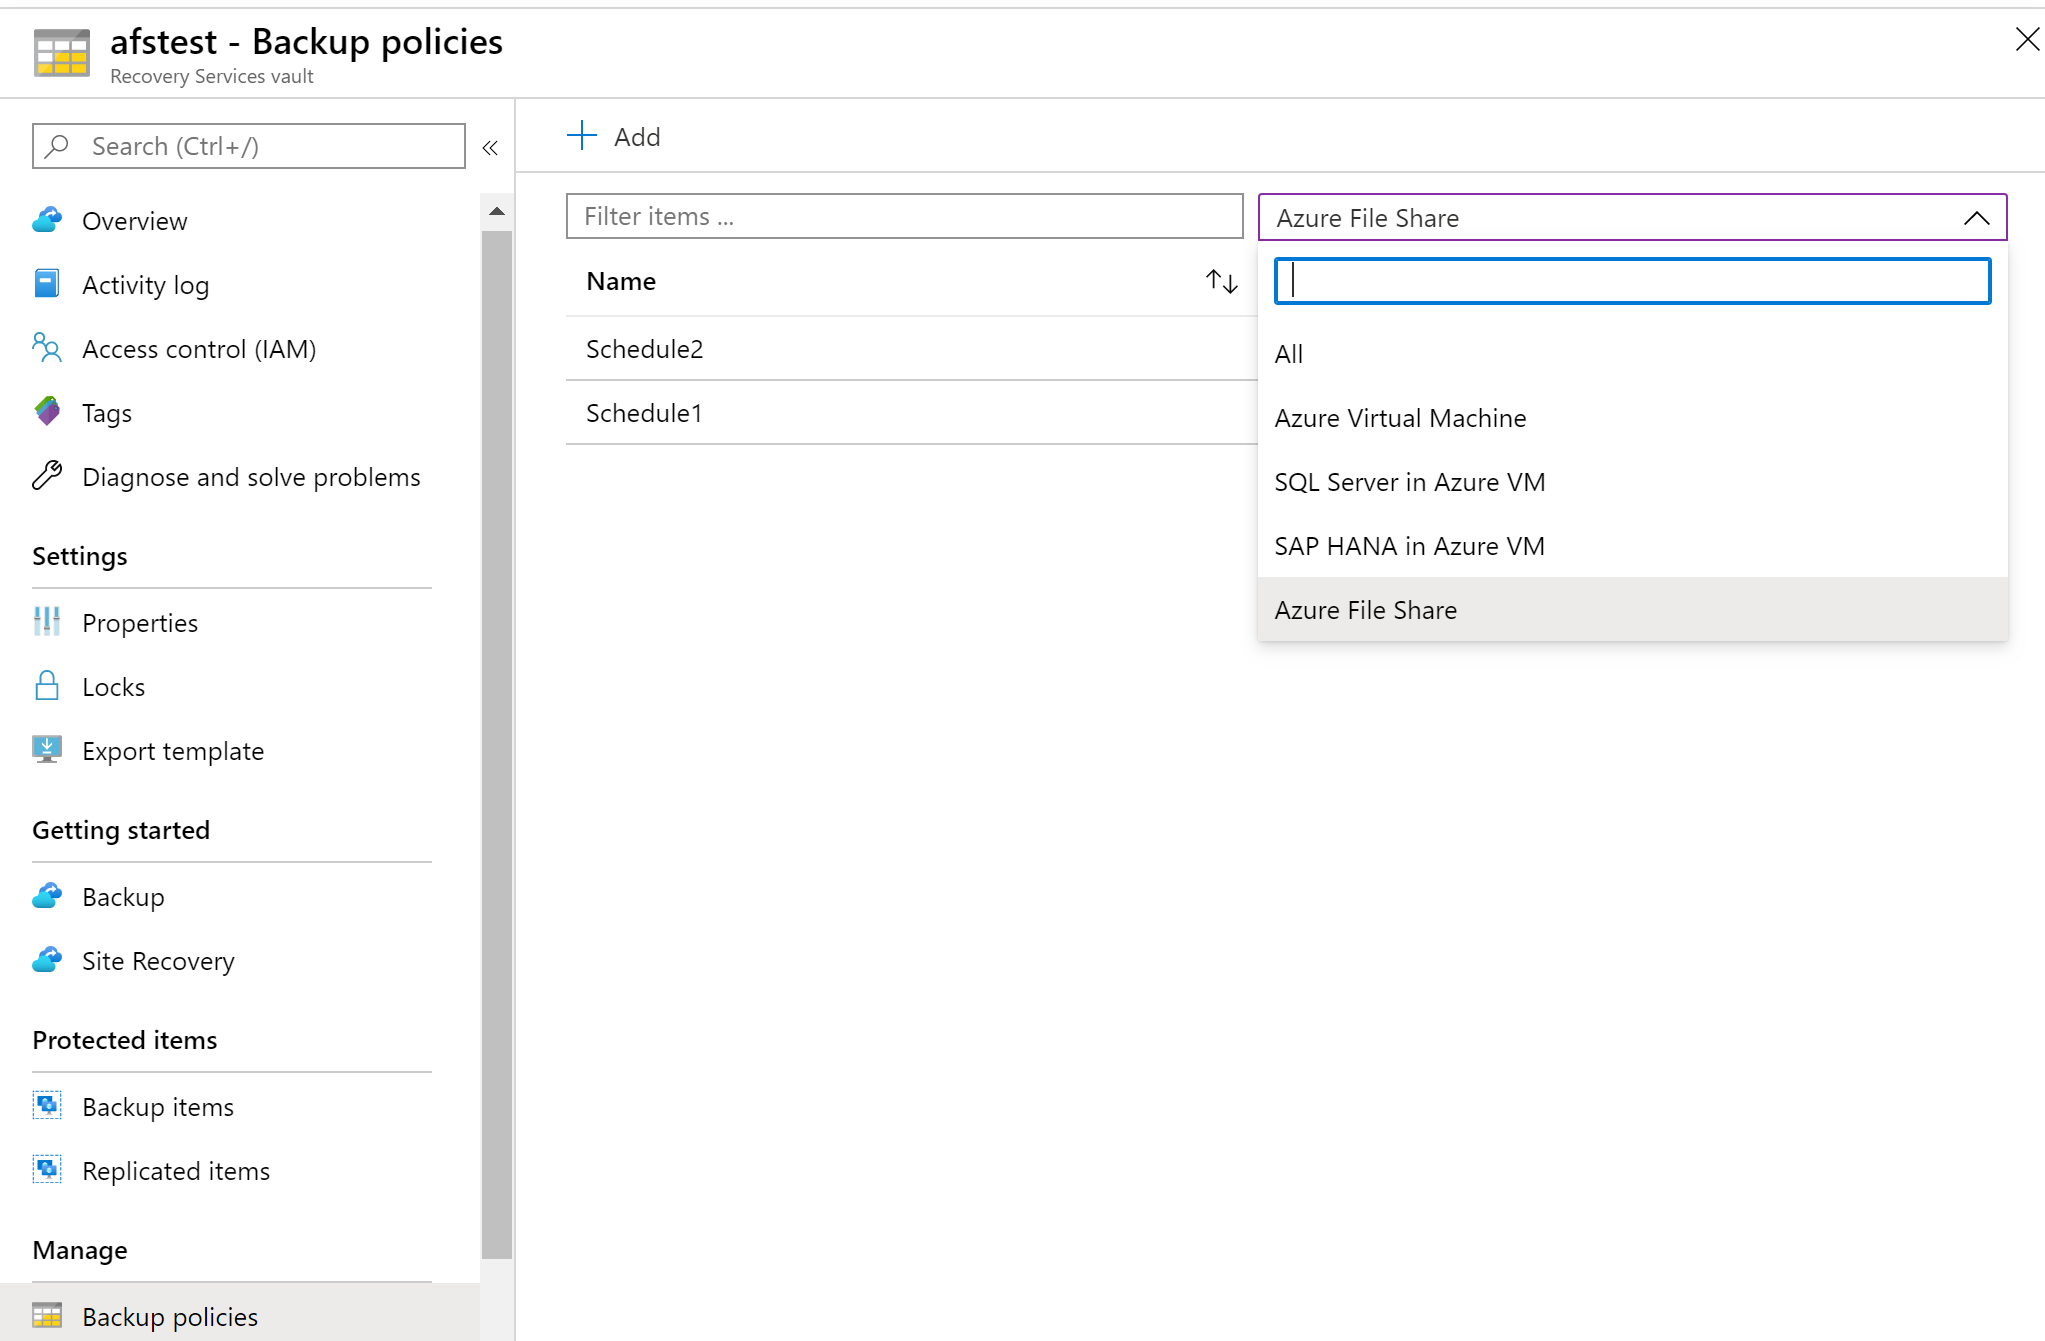 afstest - Backup policies
Recovery Services vault
Search (Ctrl+/)
«
Overview
Activity log
Access control (IAM)
Tags
Diagnose and solve problems
Settings
Properties
Locks
Export template
Getting started
Backup
Site Recovery
Protected items
Backup items
Replicated items
Manage
Backup policies
Add
Filter items ...
Name
Schedule2
Schedule1
Azure File Share
All
Azure Virtual Machine
SQL Server in Azure VM
SAP HANA in Azure VM
Azure File Share